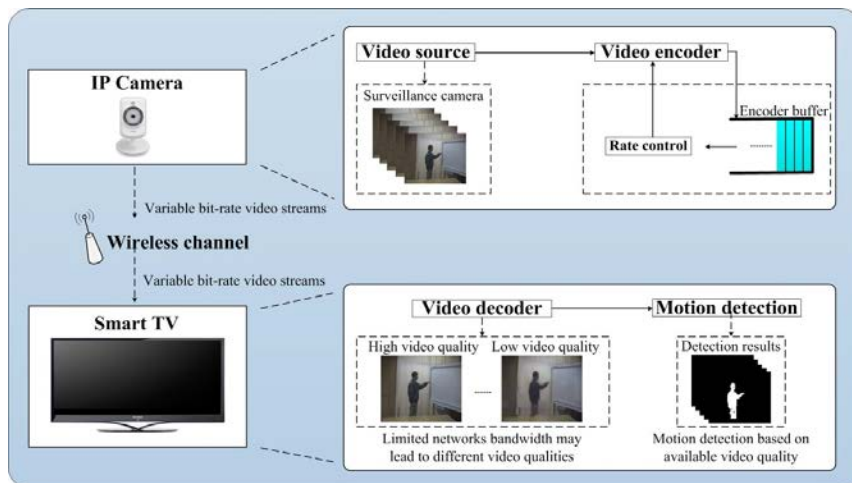 IP Camera
Variable bit-rate video streams
Wireless channel
Variable bit-rate video streams
Smart TV
Video source
Video encoder
Surveillance camera
Encoder buffer
Rate control
Video decoder
Motion detection
High video quality
Low video quality
Detection results
Limited networks bandwidth may
lead to different video qualities
Motion detection based on
available video quality